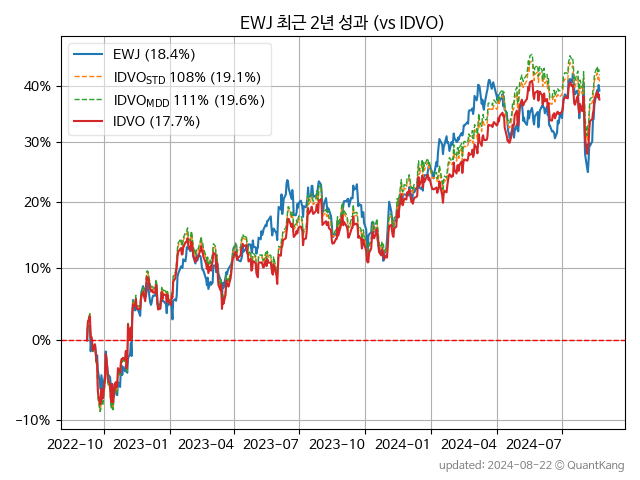 EWJ 최근 2년 성과 (vs IDVO)
EWJ (18.4%)
IDVO_STD 108% (19.1%)
IDVO_MDD 111% (19.6%)
IDVO (17.7%)
40%
30%
20%
10%
0%
−10%
2022-10 2023-01 2023-04 2023-07 2023-10 2024-01 2024-04 2024-07
updated: 2024-08-22 © QuantKang